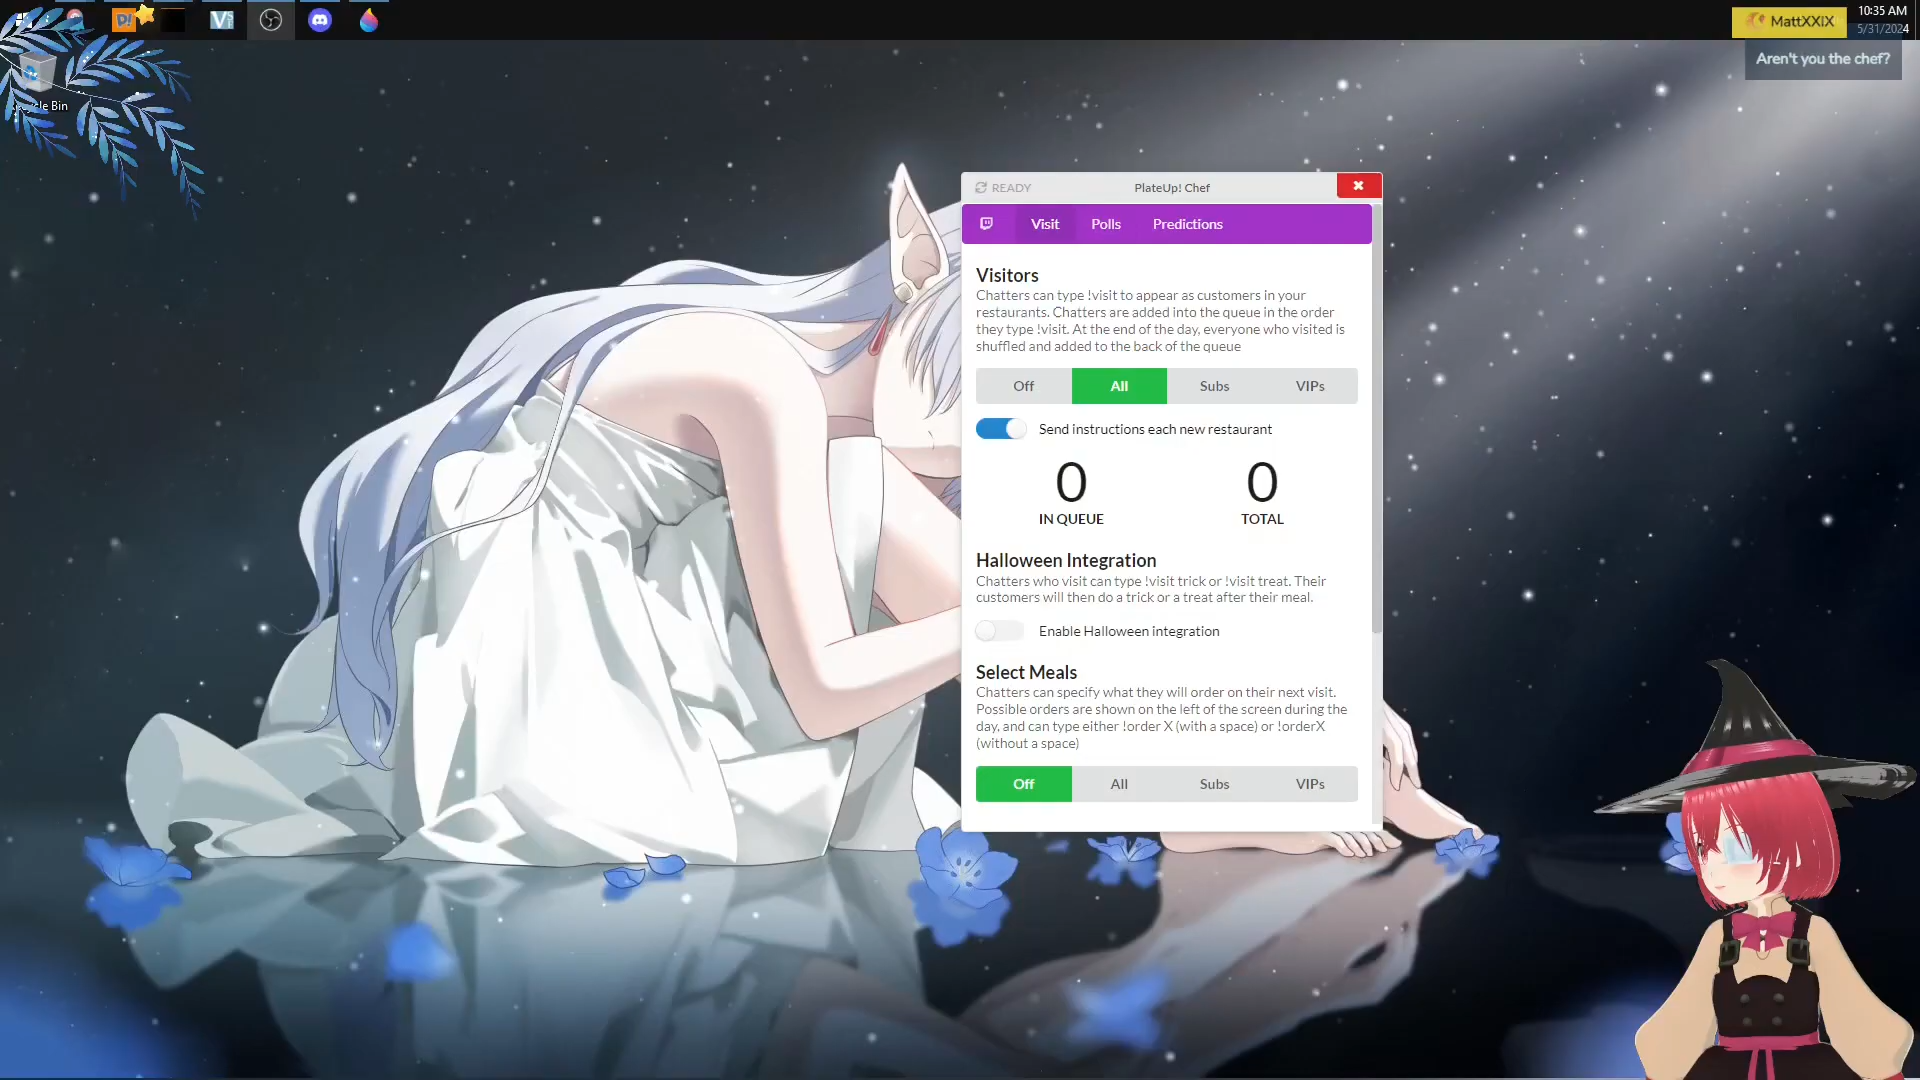 MattXXIX
10:35 AM
5/31/2024
Aren't you the chef?
Recycle Bin
READY
PlateUp! Chef
Visit
Polls
Predictions
Visitors
Chatters can type !visit to appear as customers in your
restaurants. Chatters are added into the queue in the order
they type !visit. At the end of the day, everyone who visited is
shuffled and added to the back of the queue
Off
All
Subs
VIPs
Send instructions each new restaurant
0
0
IN QUEUE
TOTAL
Halloween Integration
Chatters who visit can type !visit trick or !visit treat. Their
customers will then do a trick or a treat after their meal.
Enable Halloween integration
Select Meals
Chatters can specify what they will order on their next visit.
Possible orders are shown on the left of the screen during the
day, and can type either !order X (with a space) or !orderX
(without a space)
Off
All
Subs
VIPs